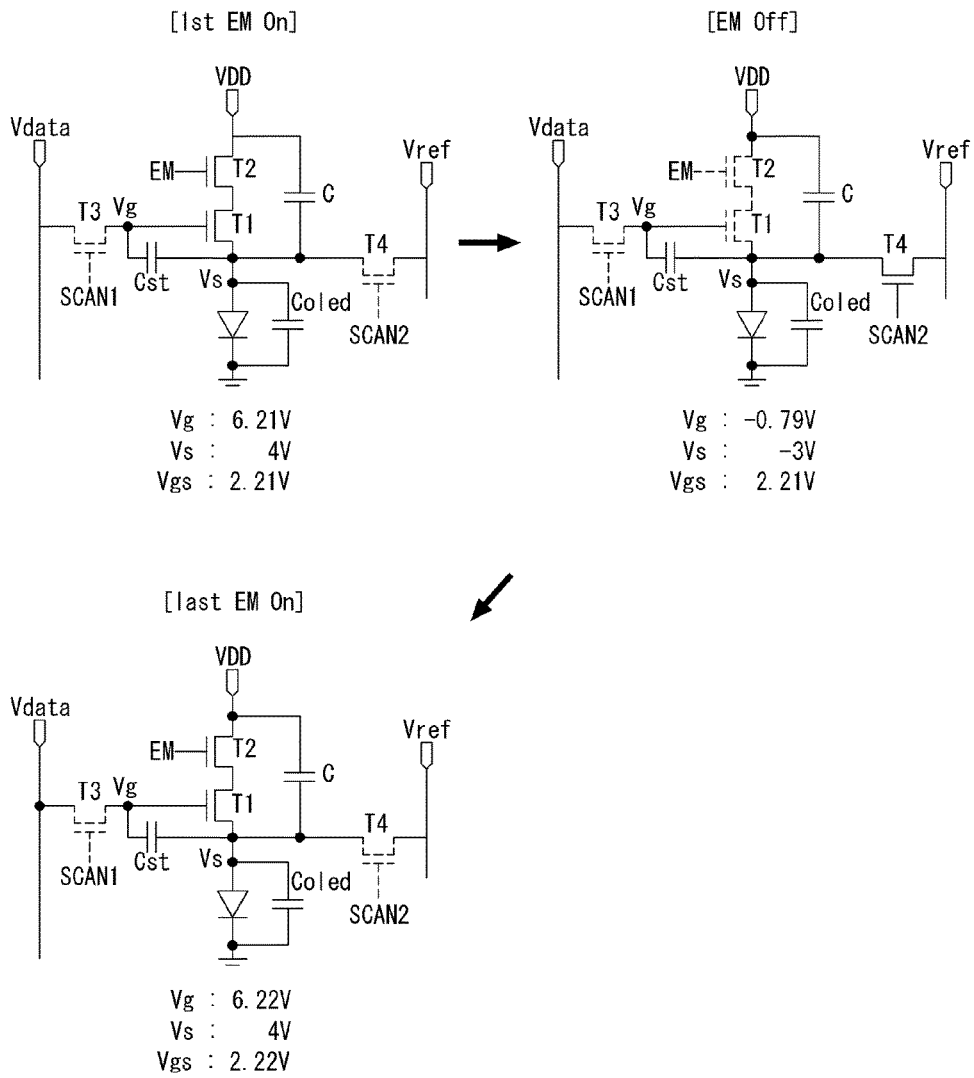 [1st EM On]
VDD
Vdata
Vref
EM
T2
C
T3
Vg
T1
T4
Cst
Vs
Coled
SCAN1
SCAN2
Vg : 6.21V
Vs : 4V
Vgs : 2.21V
[EM Off]
VDD
Vdata
Vref
EM
T2
C
T3
Vg
T1
T4
Cst
Vs
Coled
SCAN1
SCAN2
Vg : -0.79V
Vs : -3V
Vgs : 2.21V
[last EM On]
VDD
Vdata
Vref
EM
T2
C
T3
Vg
T1
T4
Cst
Vs
Coled
SCAN1
SCAN2
Vg : 6.22V
Vs : 4V
Vgs : 2.22V